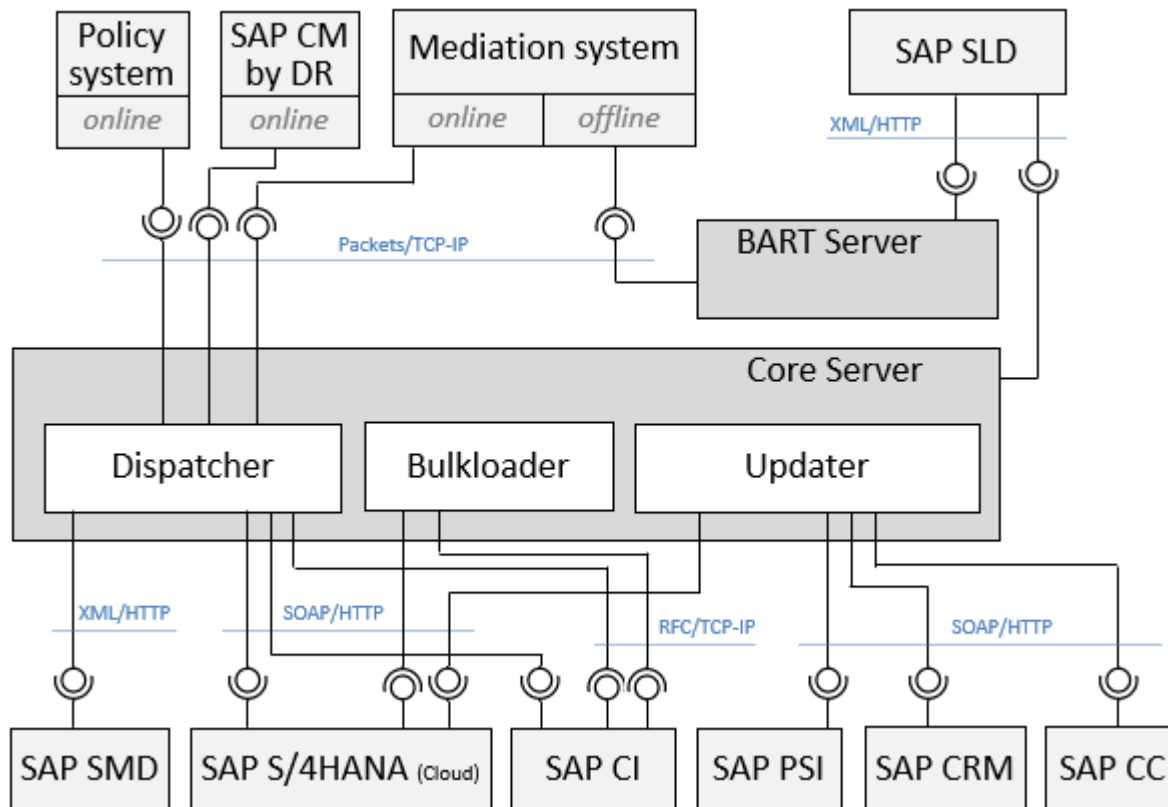 Policy
system
online
SAP CM
by DR
online
Mediation system
online
offline
SAP SLD
XML/HTTP
Packets/TCP-IP
BART Server
Core Server
Dispatcher
Bulkloader
Updater
XML/HTTP
SOAP/HTTP
RFC/TCP-IP
SOAP/HTTP
SAP SMD
SAP S/4HANA (Cloud)
SAP CI
SAP PSI
SAP CRM
SAP CC